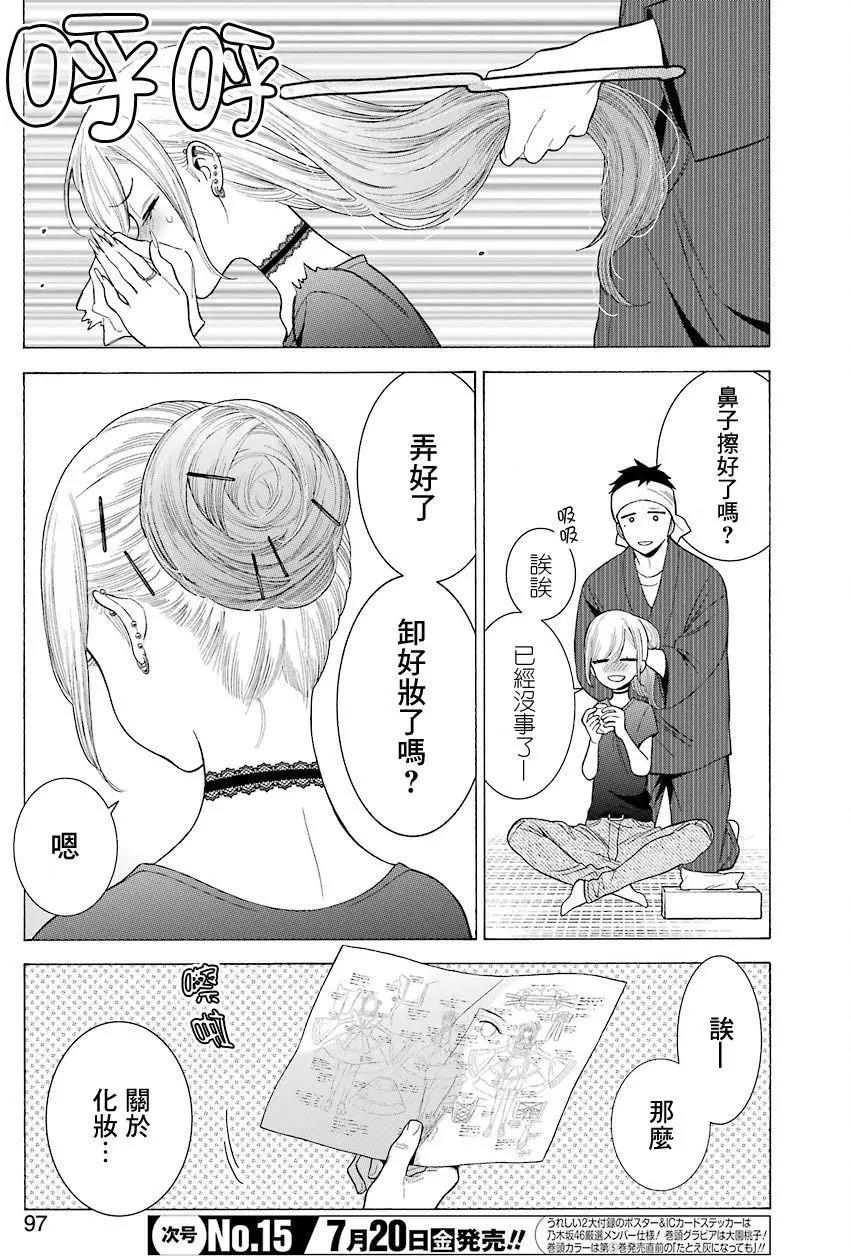 呼呼
鼻子擦好了嗎?
吸吸
誒誒
已經沒事了ー
弄好了
卸好妝了嗎?
嗯
誒ー
那麼
關於
化妝…
97
次号 No.15 7月20日金発売!!
うれしい2大付録のポスター&ICカードステッカーは
乃木坂46厳選メンバー仕様! 巻頭グラビアは大園桃子!
巻頭カラーは第⑤巻発売直前の「たとえ灰になっても」!!